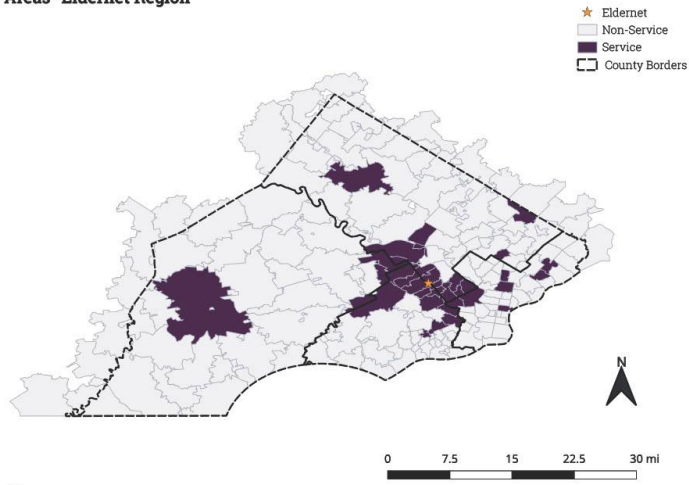 Areas- Eldernet Region
Eldernet
Non-Service
Service
County Borders
N
0 7.5 15 22.5 30 mi